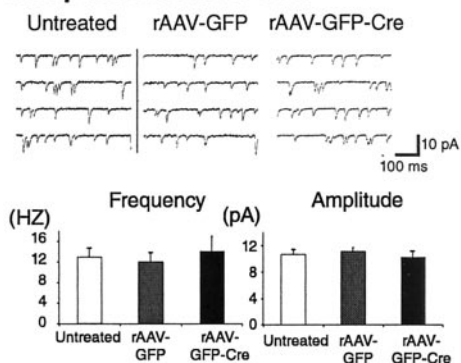 Untreated rAAV-GFP rAAV-GFP-Cre
10 pA
100 ms
Frequency Amplitude
(HZ) (pA)
16
12
8
4
0
Untreated rAAV-GFP rAAV-GFP-Cre
12
8
4
0
Untreated rAAV-GFP rAAV-GFP-Cre